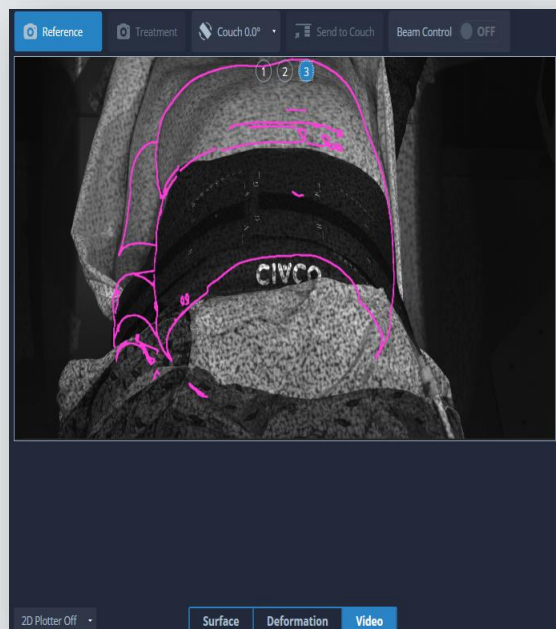 Reference
Treatment
Couch 0.0°
Send to Couch
Beam Control
OFF
1 2 3
CIVCO
2D Plotter Off
Surface
Deformation
Video